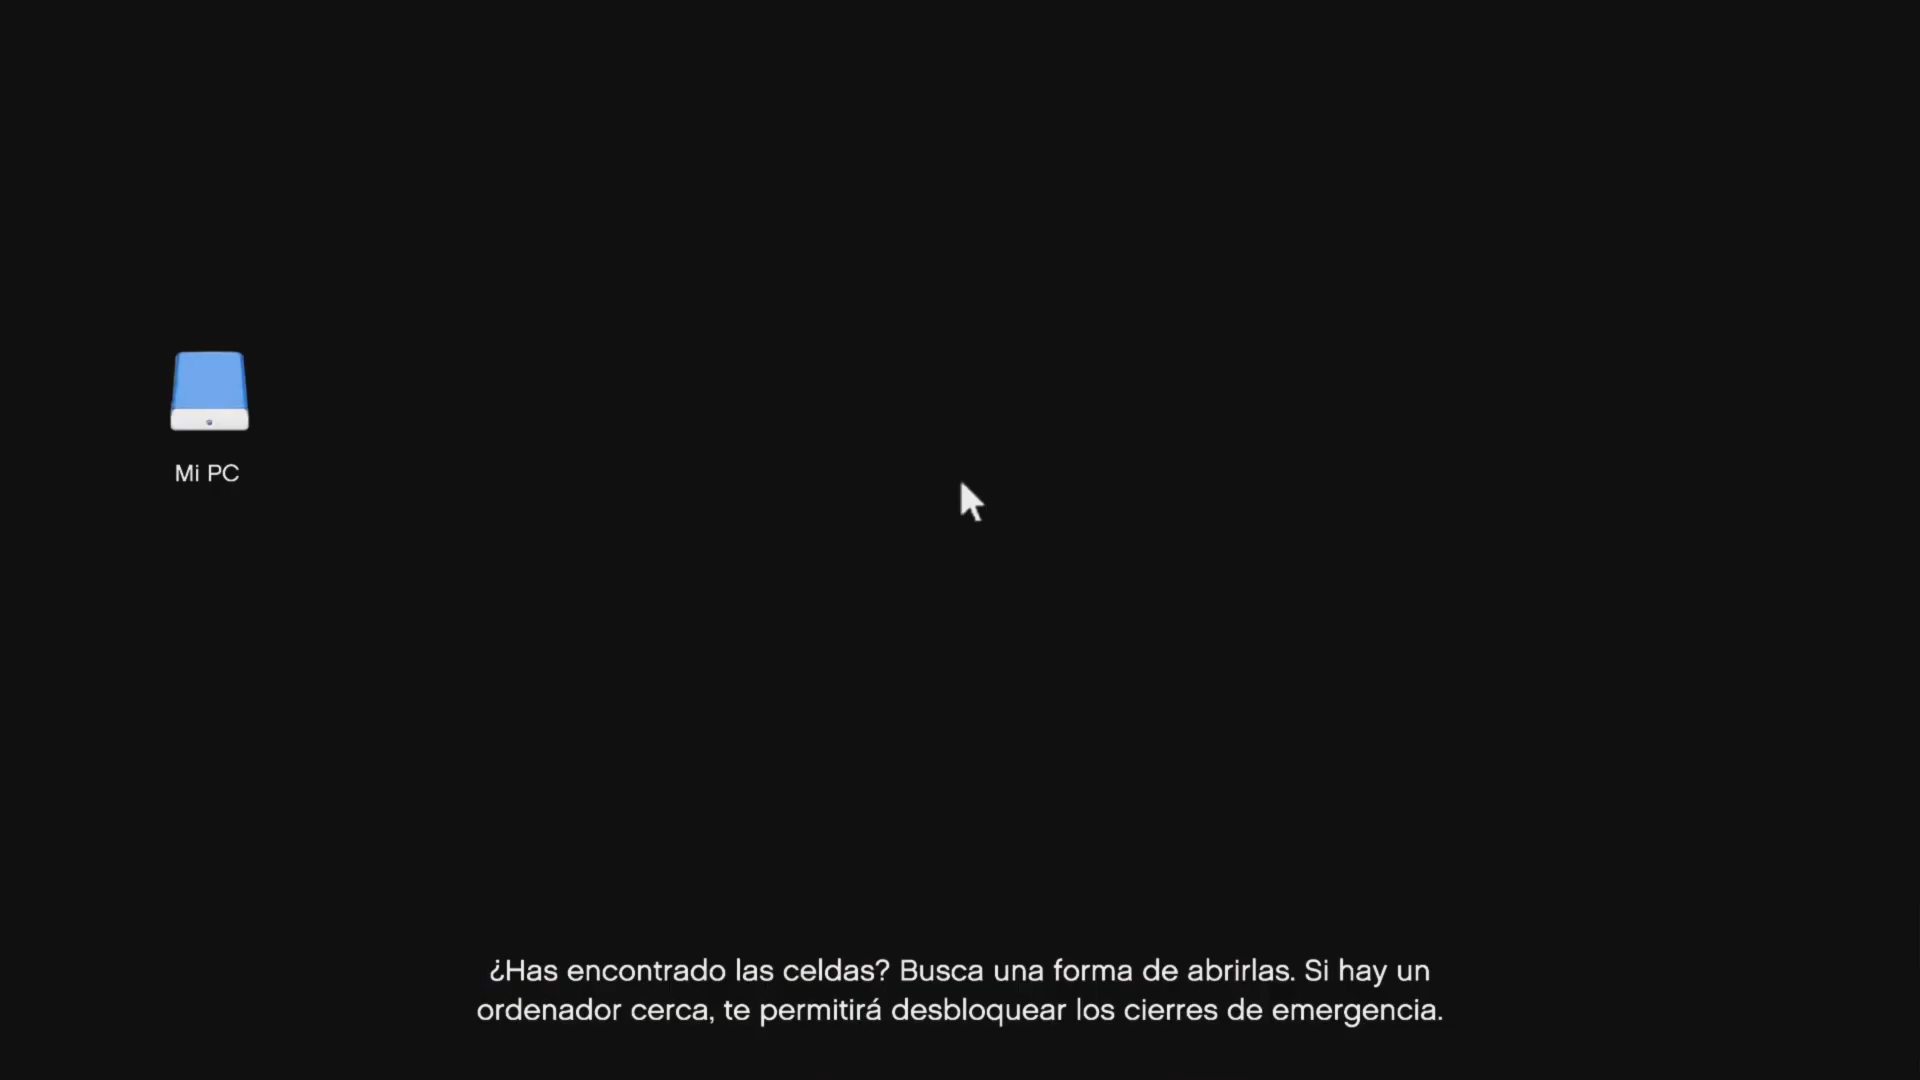 Mi PC
¿Has encontrado las celdas? Busca una forma de abrirlas. Si hay un
ordenador cerca, te permitirá desbloquear los cierres de emergencia.